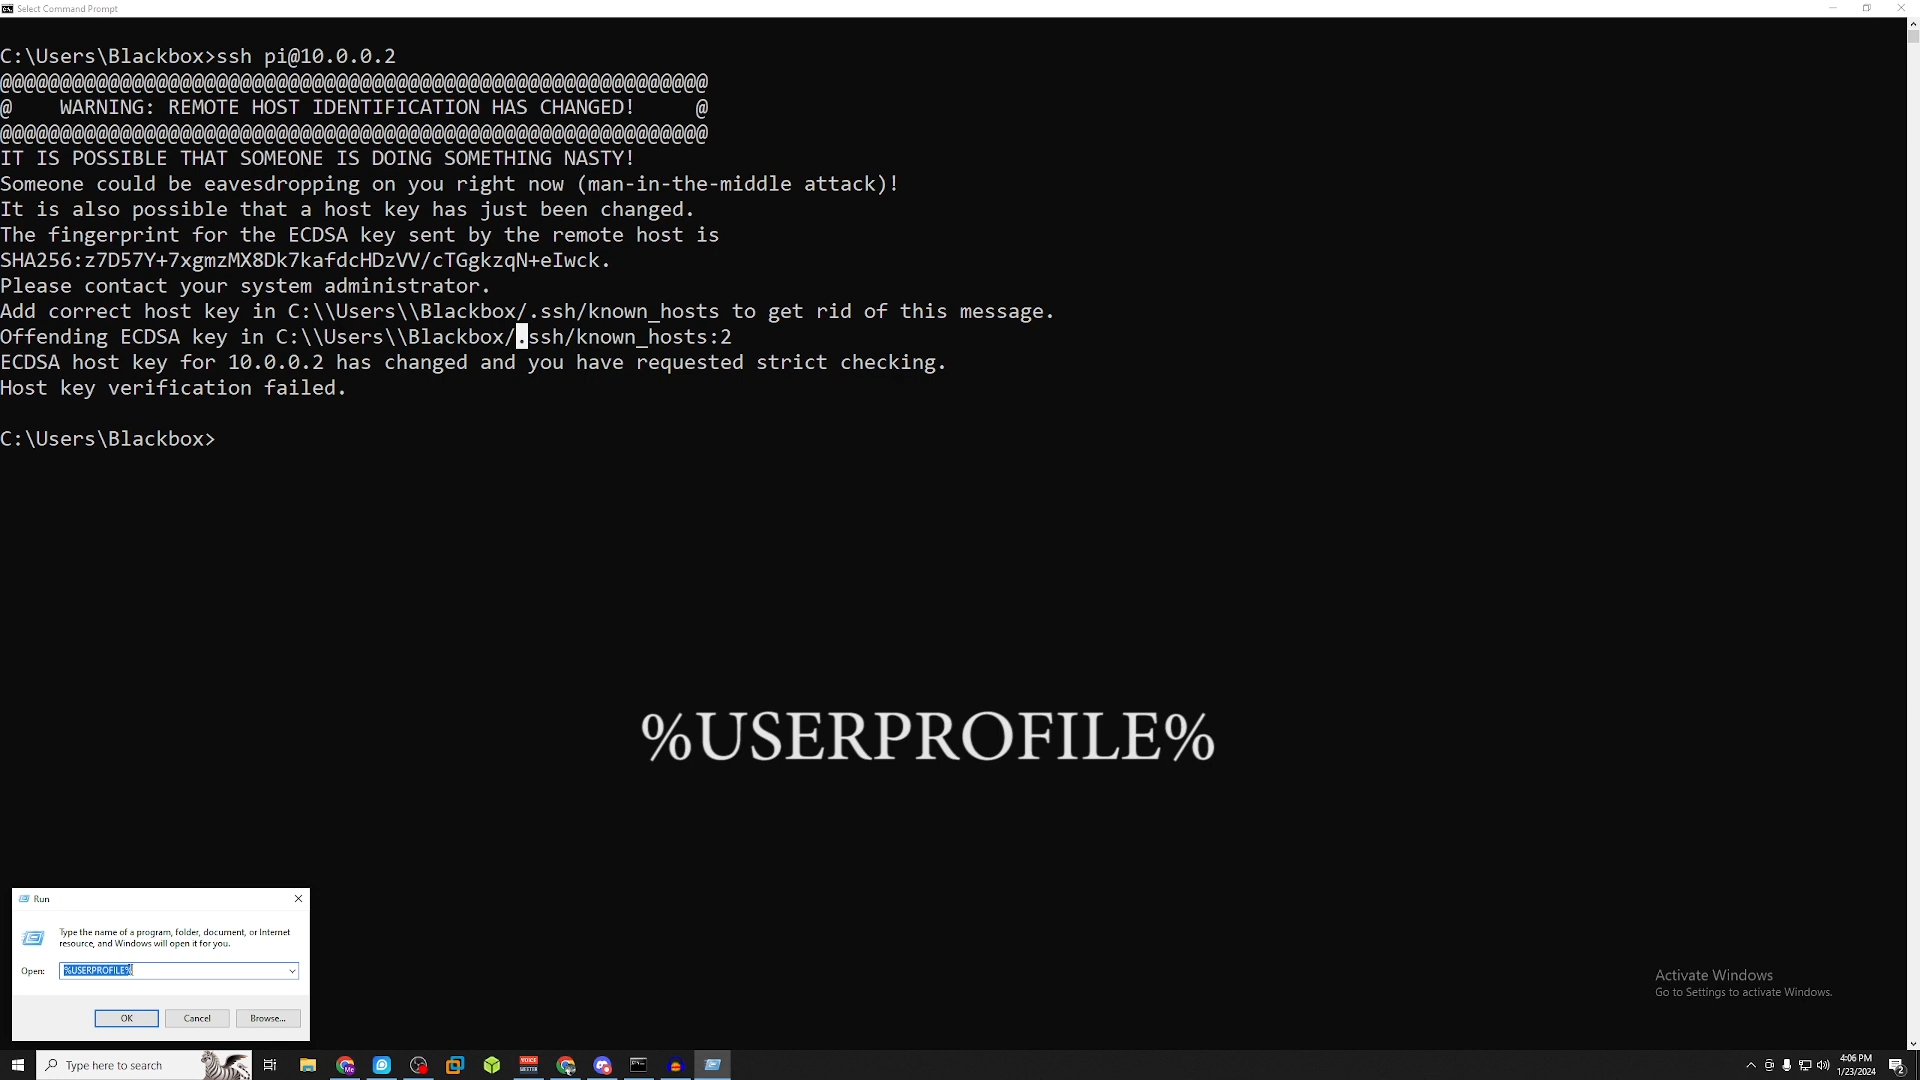 Select Command Prompt
C:\Users\Blackbox>ssh pi@10.0.0.2
@@@@@@@@@@@@@@@@@@@@@@@@@@@@@@@@@@@@@@@@@@@@@@@@@@@@@@@@@@@
@    WARNING: REMOTE HOST IDENTIFICATION HAS CHANGED!     @
@@@@@@@@@@@@@@@@@@@@@@@@@@@@@@@@@@@@@@@@@@@@@@@@@@@@@@@@@@@
IT IS POSSIBLE THAT SOMEONE IS DOING SOMETHING NASTY!
Someone could be eavesdropping on you right now (man-in-the-middle attack)!
It is also possible that a host key has just been changed.
The fingerprint for the ECDSA key sent by the remote host is
SHA256:z7D57Y+7xgmzMX8Dk7kafdcHDzVV/cTGgkzqN+eIwck.
Please contact your system administrator.
Add correct host key in C:\\Users\\Blackbox/.ssh/known_hosts to get rid of this message.
Offending ECDSA key in C:\\Users\\Blackbox/.ssh/known_hosts:2
ECDSA host key for 10.0.0.2 has changed and you have requested strict checking.
Host key verification failed.
C:\Users\Blackbox>
%USERPROFILE%
Run
Type the name of a program, folder, document, or Internet
resource, and Windows will open it for you.
Open: %USERPROFILE%
OK Cancel Browse...
Activate Windows
Go to Settings to activate Windows.
Type here to search
Me
VOICE
MEETER
4:06 PM
1/23/2024
2